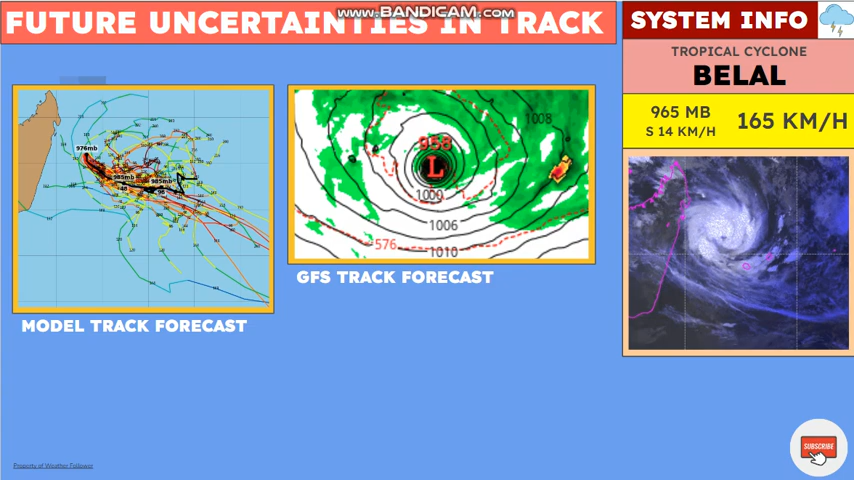 FUTURE UNCERTAINTIES IN TRACK
www.BANDICAM.com
SYSTEM INFO
TROPICAL CYCLONE
BELAL
965 MB
S 14 KM/H
165 KM/H
976mb
985mb
985mb
958
L
1008
1000
1006
576
1010
GFS TRACK FORECAST
MODEL TRACK FORECAST
SUBSCRIBE
Property of Weather Follower